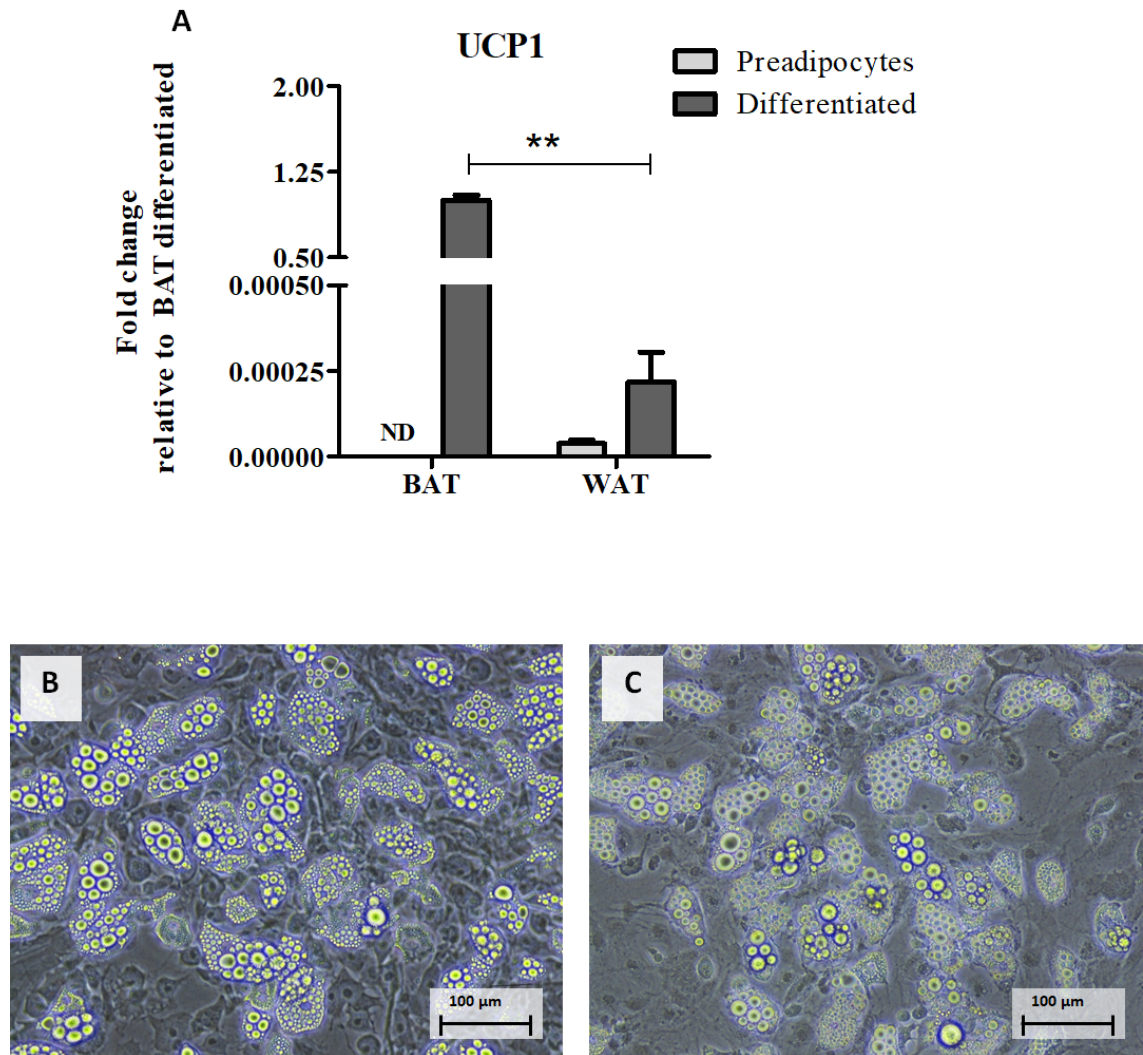 A
UCP1
Preadipocytes
Differentiated
Fold change
relative to BAT differentiated
2.00
1.25
0.50
0.00050
0.00025
0.00000
**
ND
BAT WAT
B
C
100 µm
100 µm